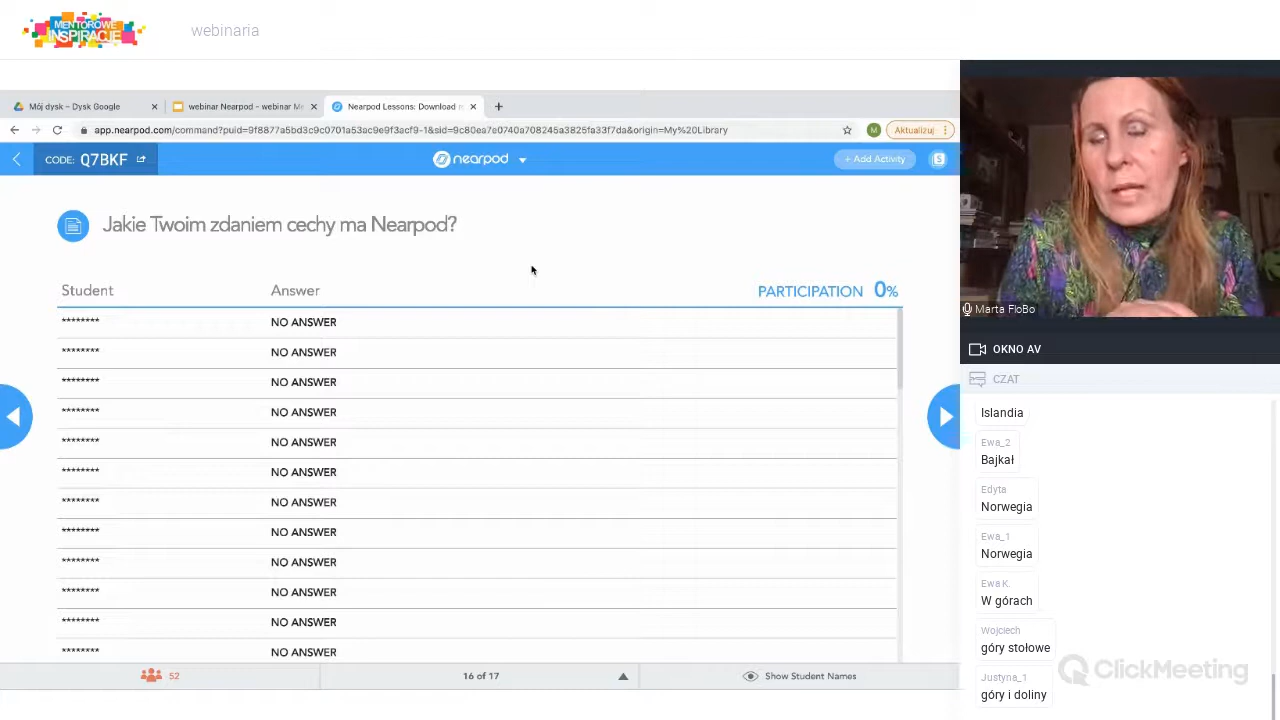 MENTOROWE
INSPIRACJE
webinaria
Mój dysk – Dysk Google
webinar Nearpod – webinar Me
Nearpod Lessons: Download r
app.nearpod.com/command?puid=9f8877a5bd3c9c0701a53ac9e9f3ecf9-1&sid=9c80ea7e0740a708245a3825fa33f7da&origin=My%20Library
M
Aktualizuj
CODE: Q7BKF
nearpod
+ Add Activity
S
Jakie Twoim zdaniem cechy ma Nearpod?
Student Answer PARTICIPATION 0%
******** NO ANSWER
******** NO ANSWER
******** NO ANSWER
******** NO ANSWER
******** NO ANSWER
******** NO ANSWER
******** NO ANSWER
******** NO ANSWER
******** NO ANSWER
******** NO ANSWER
******** NO ANSWER
******** NO ANSWER
52
16 of 17
Show Student Names
Marta FloBo
OKNO AV
CZAT
Islandia
Ewa_2
Bajkał
Edyta
Norwegia
Ewa_1
Norwegia
Ewa K.
W górach
Wojciech
góry stołowe
Justyna_1
góry i doliny
ClickMeeting